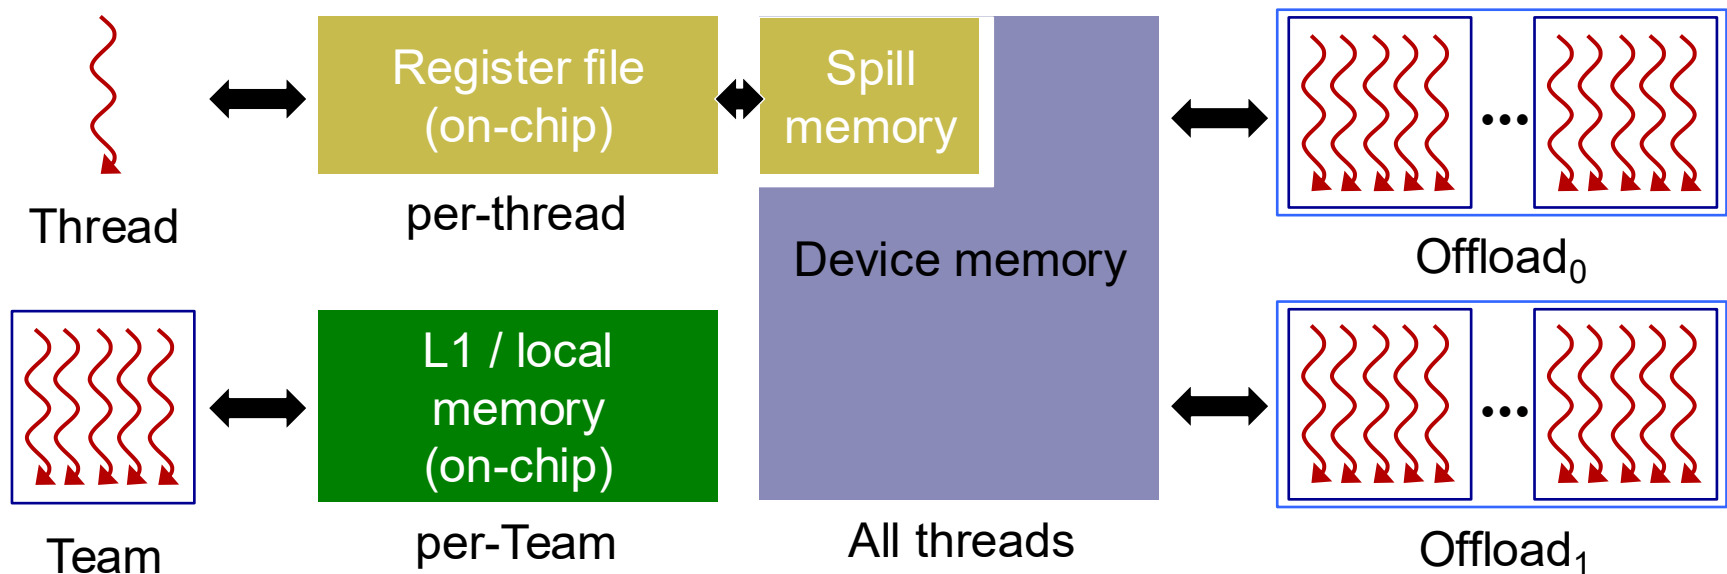 Thread
Register file
(on-chip)
per-thread
Spill
memory
Device memory
All threads
Offload₀
Team
L1 / local
memory
(on-chip)
per-Team
Offload₁